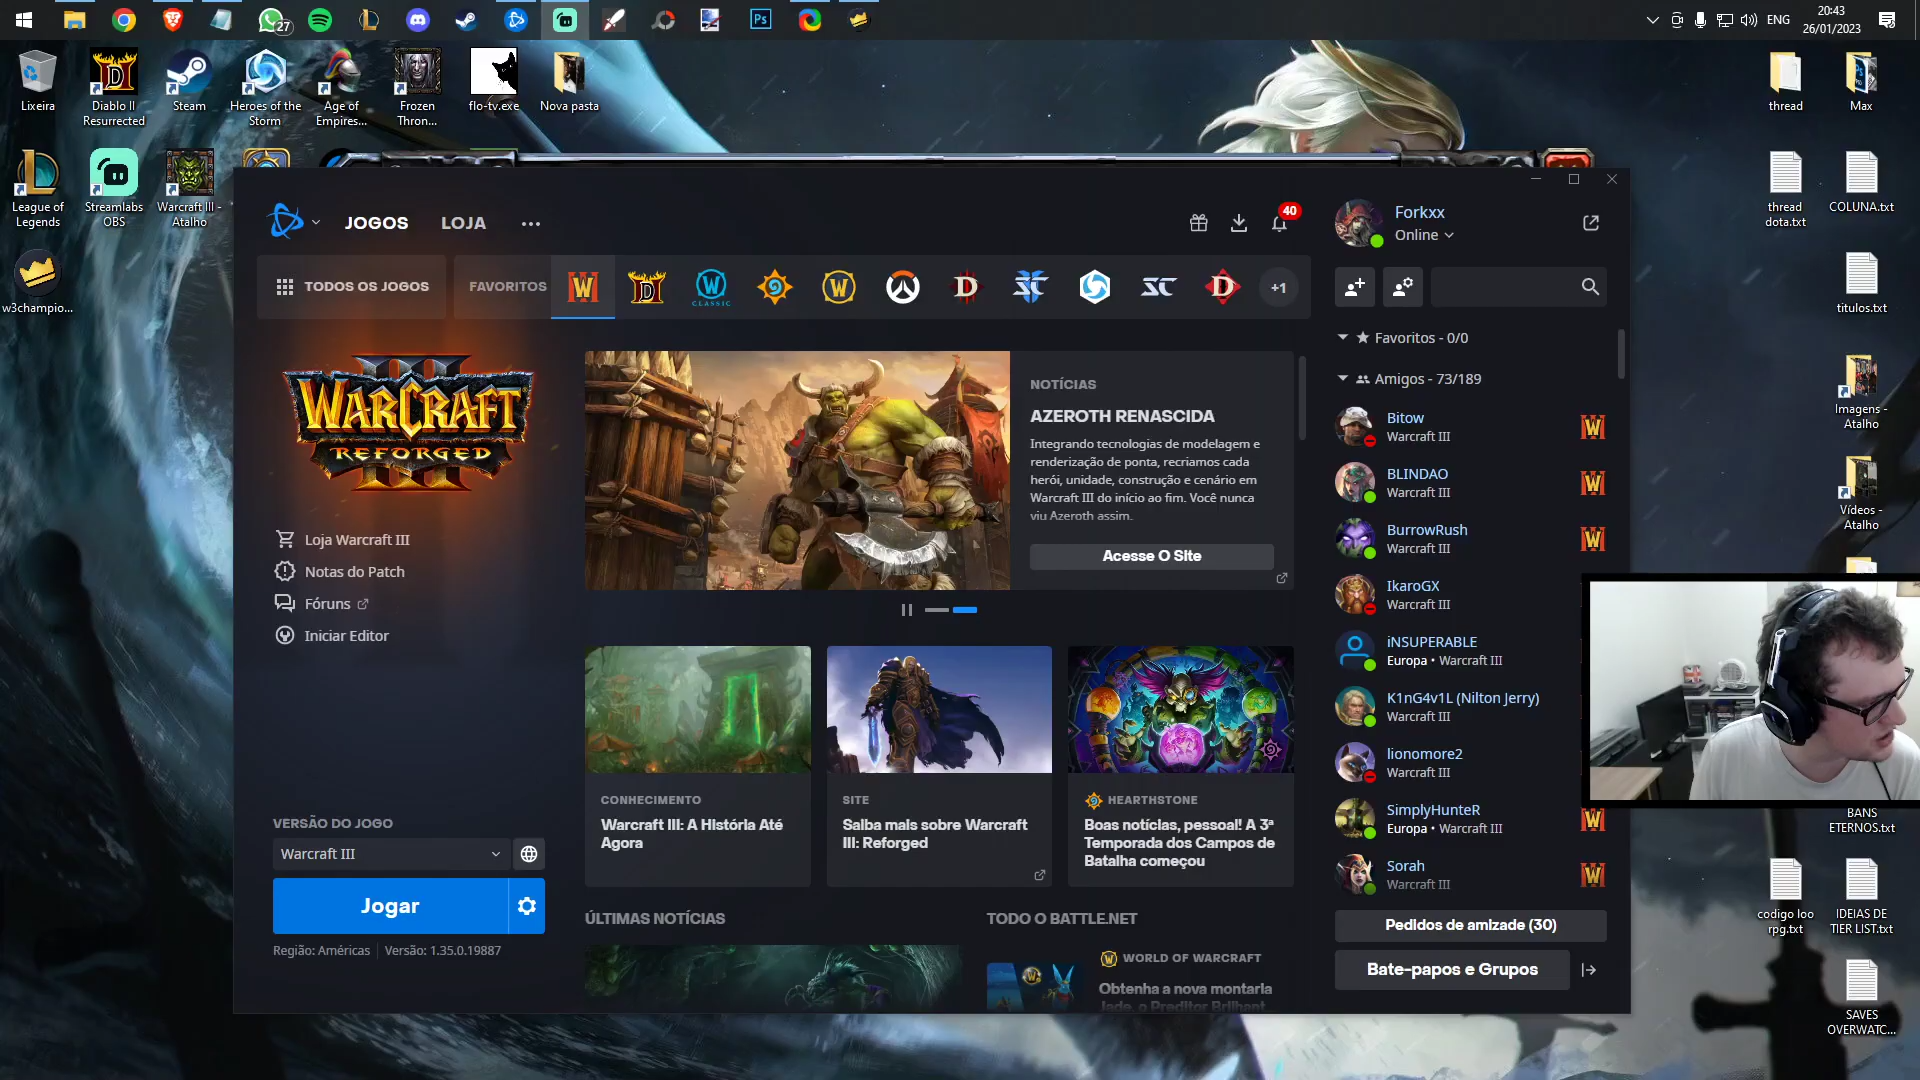 27
ENG
20:43
26/01/2023
Lixeira
Diablo II
Resurrected
Steam
Heroes of the
Storm
Age of
Empires...
Frozen
Thron...
flo-tv.exe
Nova pasta
thread
Max
League of
Legends
Streamlabs
OBS
Warcraft III -
Atalho
thread
dota.txt
COLUNA.txt
w3champio...
titulos.txt
Imagens -
Atalho
Vídeos -
Atalho
BANS
ETERNOS.txt
codigo loo
rpg.txt
IDEIAS DE
TIER LIST.txt
SAVES
OVERWATC...
JOGOS
LOJA
40
Forkxx
Online
TODOS OS JOGOS
FAVORITOS
CLASSIC
+1
WARCRAFT
III
REFORGED
Loja Warcraft III
Notas do Patch
Fóruns
Iniciar Editor
VERSÃO DO JOGO
Warcraft III
Jogar
Região: Américas
Versão: 1.35.0.19887
NOTÍCIAS
AZEROTH RENASCIDA
Integrando tecnologias de modelagem e
renderização de ponta, recriamos cada
herói, unidade, construção e cenário em
Warcraft III do início ao fim. Você nunca
viu Azeroth assim.
Acesse O Site
CONHECIMENTO
Warcraft III: A História Até
Agora
SITE
Saiba mais sobre Warcraft
III: Reforged
HEARTHSTONE
Boas notícias, pessoal! A 3ª
Temporada dos Campos de
Batalha começou
ÚLTIMAS NOTÍCIAS
TODO O BATTLE.NET
WORLD OF WARCRAFT
Obtenha a nova montaria
Jade, o Preditor Brilhant
Favoritos - 0/0
Amigos - 73/189
Bitow
Warcraft III
BLINDAO
Warcraft III
BurrowRush
Warcraft III
IkaroGX
Warcraft III
iNSUPERABLE
Europa • Warcraft III
K1nG4v1L (Nilton Jerry)
Warcraft III
lionomore2
Warcraft III
SimplyHunteR
Europa • Warcraft III
Sorah
Warcraft III
Pedidos de amizade (30)
Bate-papos e Grupos